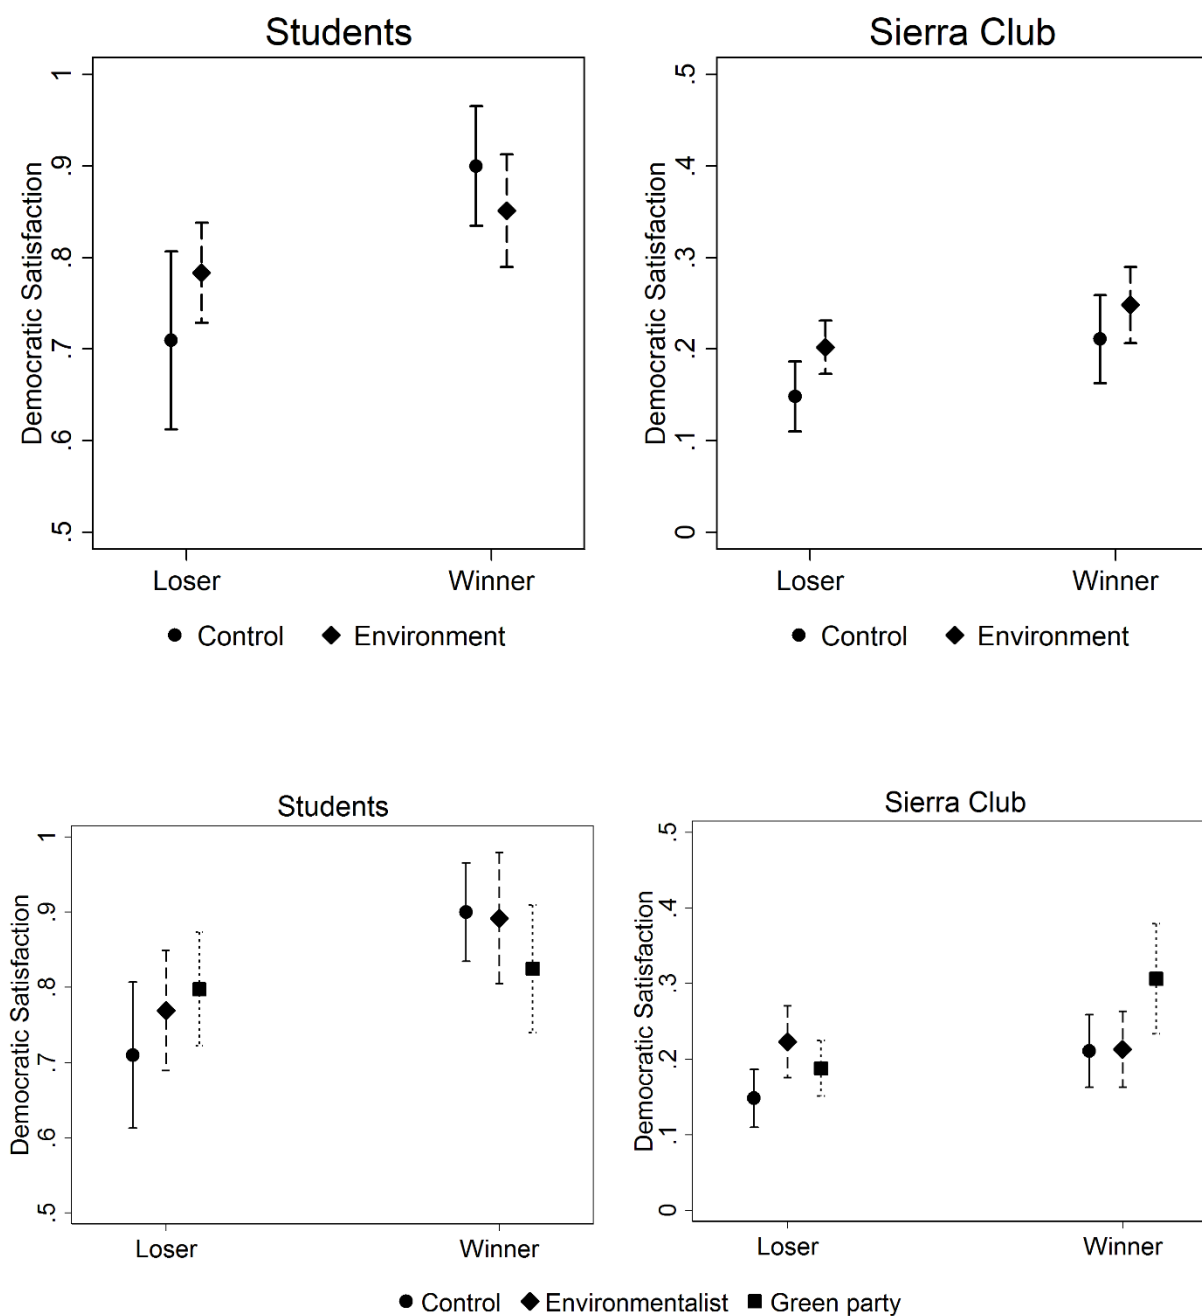 Students
Democratic Satisfaction
1
.9
.8
.7
.6
.5
Loser Winner
● Control ◆ Environment
Sierra Club
Democratic Satisfaction
.5
.4
.3
.2
.1
0
Loser Winner
● Control ◆ Environment
Students
Democratic Satisfaction
1
.9
.8
.7
.6
.5
Loser Winner
Sierra Club
Democratic Satisfaction
.5
.4
.3
.2
.1
0
Loser Winner
● Control ◆ Environmentalist ■ Green party